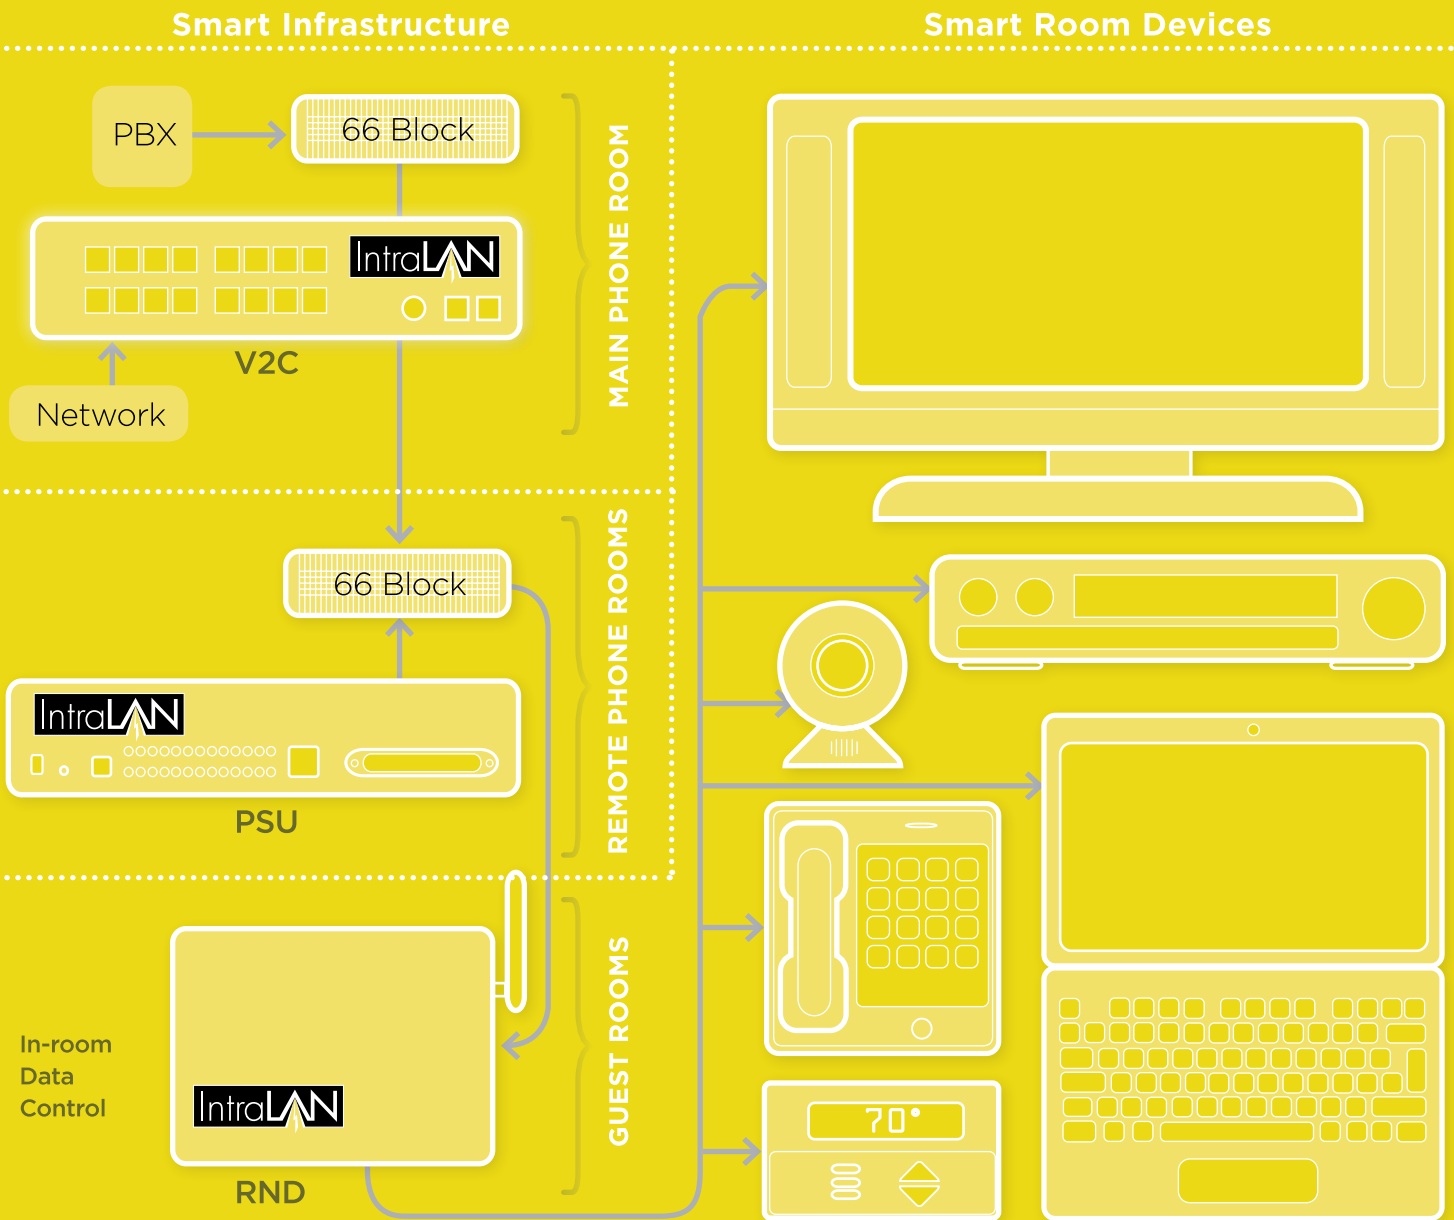 Smart Infrastructure
Smart Room Devices
PBX
66 Block
MAIN PHONE ROOM
IntraLAN
V2C
Network
66 Block
REMOTE PHONE ROOMS
IntraLAN
PSU
In-room
Data
Control
IntraLAN
RND
GUEST ROOMS
70°